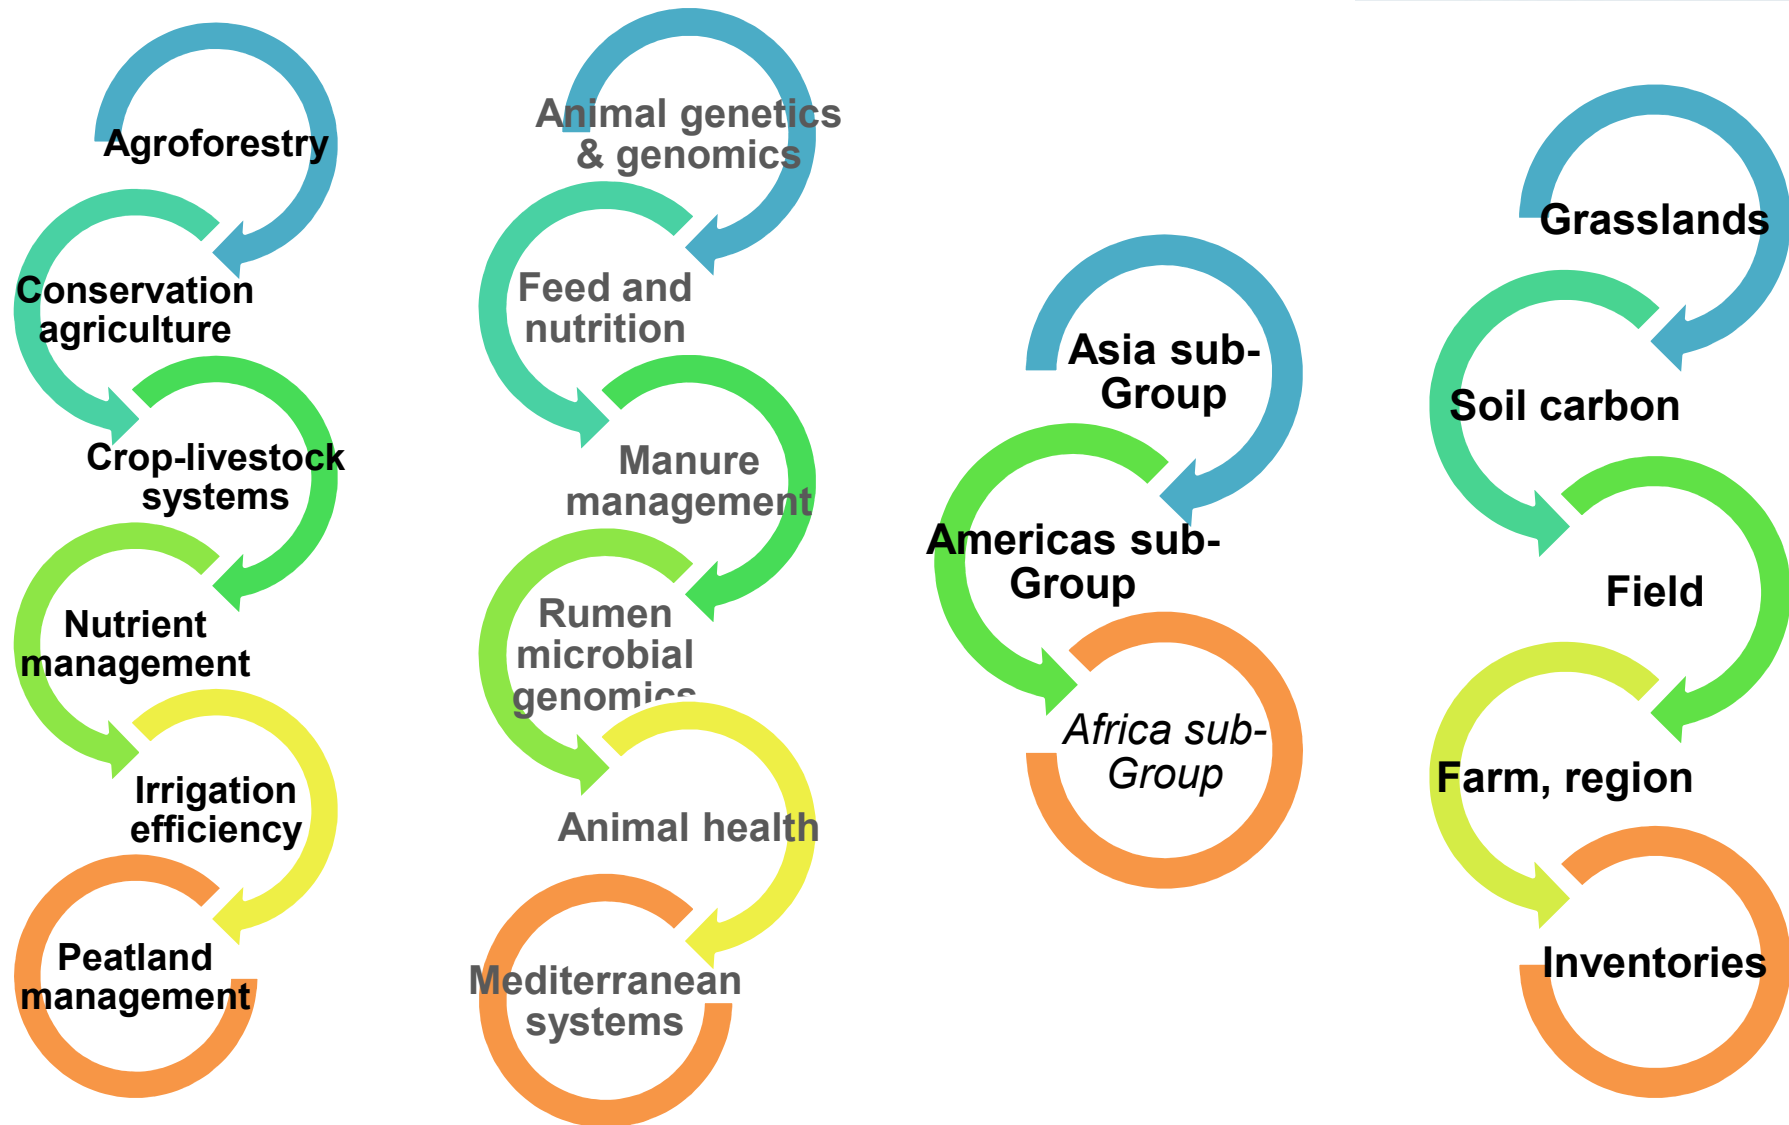 Agroforestry
Conservation
agriculture
Crop-livestock
systems
Nutrient
management
Irrigation
efficiency
Peatland
management
Animal genetics
& genomics
Feed and
nutrition
Manure
management
Rumen
microbial
genomics
Animal health
Mediterranean
systems
Asia sub-
Group
Americas sub-
Group
Africa sub-
Group
Grasslands
Soil carbon
Field
Farm, region
Inventories